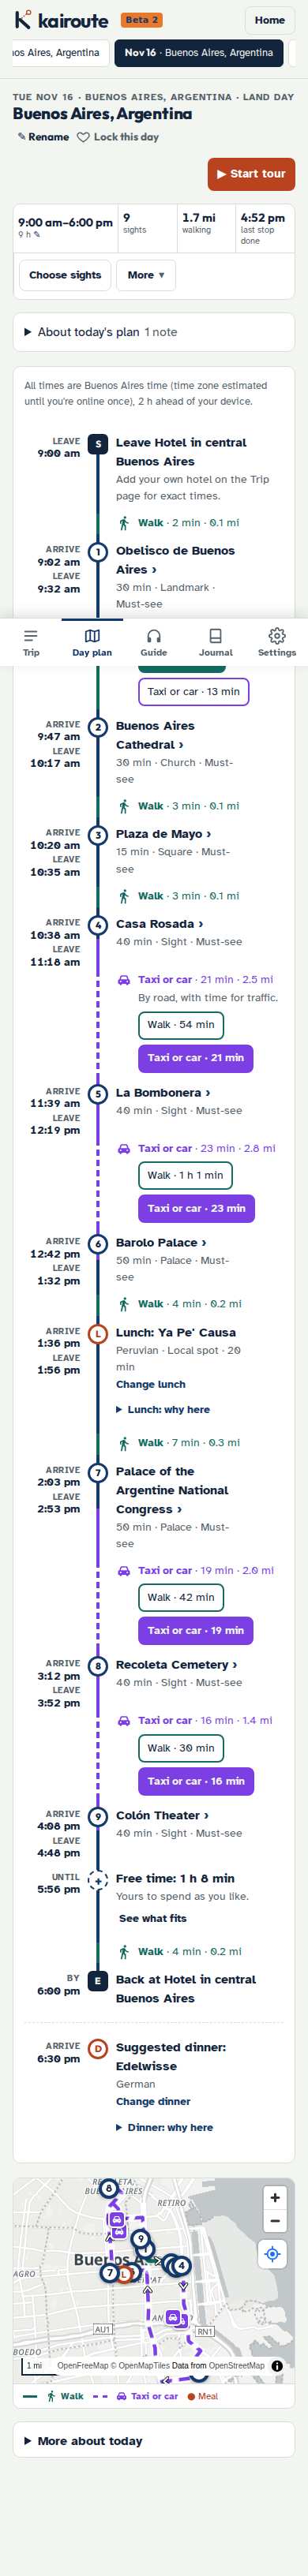 kairoute Beta 2 Home
os Aires, Argentina Nov 16 · Buenos Aires, Argentina
TUE NOV 16 · BUENOS AIRES, ARGENTINA · LAND DAY
Buenos Aires, Argentina
✎ Rename Lock this day
▶ Start tour
9:00 am–6:00 pm 9 1.7 mi 4:52 pm
9 h ✎ sights walking last stop
done
Choose sights More ▾
▶ About today's plan 1 note
All times are Buenos Aires time (time zone estimated
until you're online once), 2 h ahead of your device.
LEAVE
9:00 am
S
Leave Hotel in central
Buenos Aires
Add your own hotel on the Trip
page for exact times.
Walk · 2 min · 0.1 mi
ARRIVE
9:02 am
LEAVE
9:32 am
1
Obelisco de Buenos
Aires ›
30 min · Landmark ·
Must-see
Trip Day plan Guide Journal Settings
Taxi or car · 13 min
ARRIVE
9:47 am
LEAVE
10:17 am
2
Buenos Aires
Cathedral ›
30 min · Church · Must-
see
Walk · 3 min · 0.1 mi
ARRIVE
10:20 am
LEAVE
10:35 am
3
Plaza de Mayo ›
15 min · Square · Must-
see
Walk · 3 min · 0.1 mi
ARRIVE
10:38 am
LEAVE
11:18 am
4
Casa Rosada ›
40 min · Sight · Must-see
Taxi or car · 21 min · 2.5 mi
By road, with time for traffic.
Walk · 54 min
Taxi or car · 21 min
ARRIVE
11:39 am
LEAVE
12:19 pm
5
La Bombonera ›
40 min · Sight · Must-see
Taxi or car · 23 min · 2.8 mi
Walk · 1 h 1 min
Taxi or car · 23 min
ARRIVE
12:42 pm
LEAVE
1:32 pm
6
Barolo Palace ›
50 min · Palace · Must-
see
Walk · 4 min · 0.2 mi
ARRIVE
1:36 pm
LEAVE
1:56 pm
L
Lunch: Ya Pe' Causa
Peruvian · Local spot · 20
min
Change lunch
▶ Lunch: why here
Walk · 7 min · 0.3 mi
ARRIVE
2:03 pm
LEAVE
2:53 pm
7
Palace of the
Argentine National
Congress ›
50 min · Palace · Must-
see
Taxi or car · 19 min · 2.0 mi
Walk · 42 min
Taxi or car · 19 min
ARRIVE
3:12 pm
LEAVE
3:52 pm
8
Recoleta Cemetery ›
40 min · Sight · Must-see
Taxi or car · 16 min · 1.4 mi
Walk · 30 min
Taxi or car · 16 min
ARRIVE
4:08 pm
LEAVE
4:48 pm
9
Colón Theater ›
40 min · Sight · Must-see
UNTIL
5:56 pm
+
Free time: 1 h 8 min
Yours to spend as you like.
See what fits
Walk · 4 min · 0.2 mi
BY
6:00 pm
E
Back at Hotel in central
Buenos Aires
ARRIVE
6:30 pm
D
Suggested dinner:
Edelwisse
German
Change dinner
▶ Dinner: why here
8
RETIRO
+
−
9
7
L
4
AGRO
AU1
RN1
BOEDO
1 mi OpenFreeMap © OpenMapTiles Data from OpenStreetMap
Walk Taxi or car Meal
▶ More about today